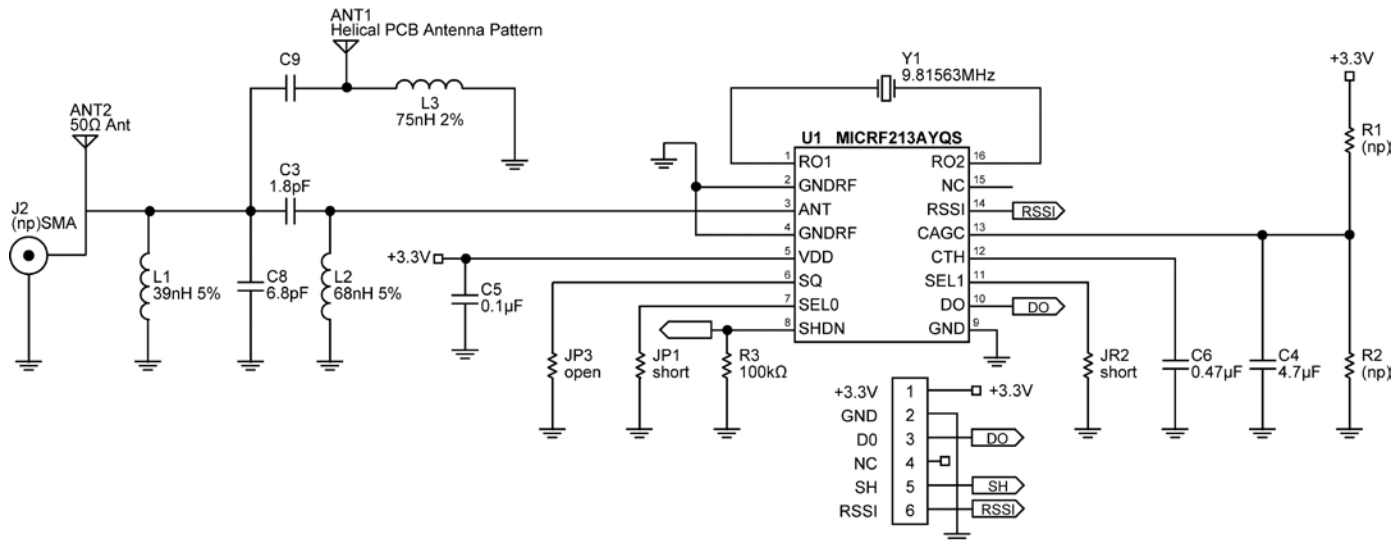 ANT1
Helical PCB Antenna Pattern
C9
L3
75nH 2%
ANT2
50Ω Ant
C3
1.8pF
J2
(np)SMA
L1
39nH 5%
C8
6.8pF
L2
68nH 5%
+3.3V
C5
0.1µF
JP3
open
JP1
short
R3
100kΩ
Y1
9.81563MHz
U1 MICRF213AYQS
1 RO1
2 GNDRF
3 ANT
4 GNDRF
5 VDD
6 SQ
7 SEL0
8 SHDN
RO2 16
NC 15
RSSI 14 RSSI
CAGC 13
CTH 12
SEL1 11
DO 10 DO
GND 9
+3.3V
R1
(np)
R2
(np)
JR2
short
C6
0.47µF
C4
4.7µF
+3.3V 1 +3.3V
GND 2
D0 3 DO
NC 4
SH 5 SH
RSSI 6 RSSI